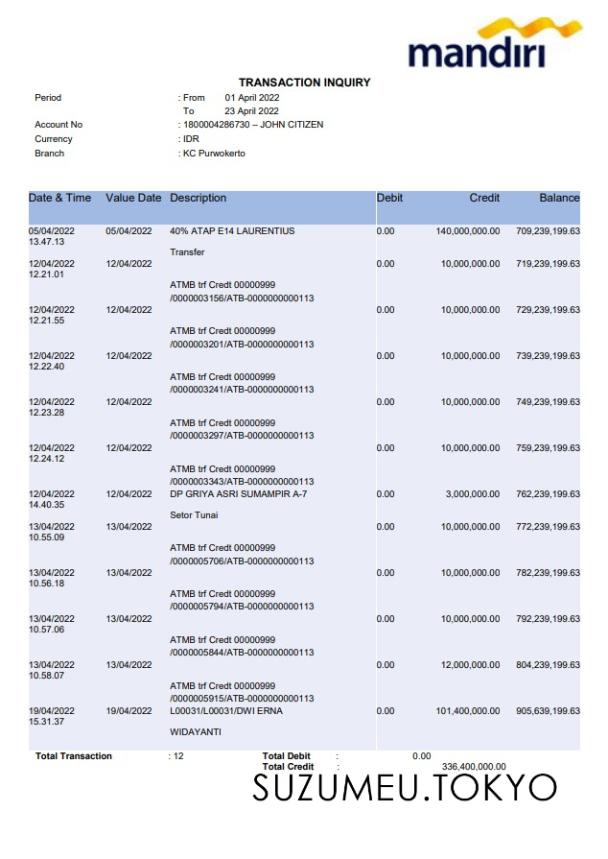 mandiri
TRANSACTION INQUIRY
Period : From 01 April 2022
To 23 April 2022
Account No : 1800004286730 – JOHN CITIZEN
Currency : IDR
Branch : KC Purwokerto
Date & Time Value Date Description Debit Credit Balance
05/04/2022 05/04/2022 40% ATAP E14 LAURENTIUS 0.00 140,000,000.00 709,239,199.63
13.47.13
Transfer
12/04/2022 12/04/2022 0.00 10,000,000.00 719,239,199.63
12.21.01
ATMB trf Credt 00000999
/0000003156/ATB-0000000000113
12/04/2022 12/04/2022 0.00 10,000,000.00 729,239,199.63
12.21.55
ATMB trf Credt 00000999
/0000003201/ATB-0000000000113
12/04/2022 12/04/2022 0.00 10,000,000.00 739,239,199.63
12.22.40
ATMB trf Credt 00000999
/0000003241/ATB-0000000000113
12/04/2022 12/04/2022 0.00 10,000,000.00 749,239,199.63
12.23.28
ATMB trf Credt 00000999
/0000003297/ATB-0000000000113
12/04/2022 12/04/2022 0.00 10,000,000.00 759,239,199.63
12.24.12
ATMB trf Credt 00000999
/0000003343/ATB-0000000000113
12/04/2022 12/04/2022 DP GRIYA ASRI SUMAMPIR A-7 0.00 3,000,000.00 762,239,199.63
14.40.35
Setor Tunai
13/04/2022 13/04/2022 0.00 10,000,000.00 772,239,199.63
10.55.09
ATMB trf Credt 00000999
/0000005706/ATB-0000000000113
13/04/2022 13/04/2022 0.00 10,000,000.00 782,239,199.63
10.56.18
ATMB trf Credt 00000999
/0000005794/ATB-0000000000113
13/04/2022 13/04/2022 0.00 10,000,000.00 792,239,199.63
10.57.06
ATMB trf Credt 00000999
/0000005844/ATB-0000000000113
13/04/2022 13/04/2022 0.00 12,000,000.00 804,239,199.63
10.58.07
ATMB trf Credt 00000999
/0000005915/ATB-0000000000113
19/04/2022 19/04/2022 L00031/L00031/DWI ERNA 0.00 101,400,000.00 905,639,199.63
15.31.37
WIDAYANTI
Total Transaction : 12 Total Debit : 0.00
Total Credit : 336,400,000.00
SUZUMEU.TOKYO